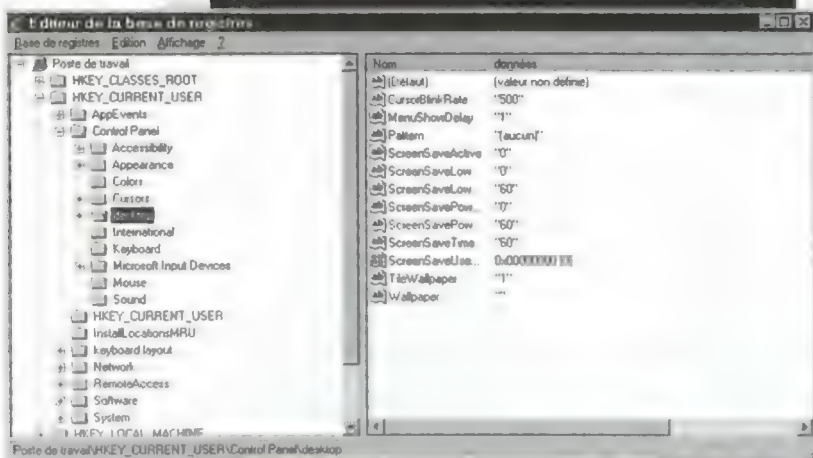 Editeur de la base de registres
Base de registres Edition Affichage ?
Poste de travail
HKEY_CLASSES_ROOT
HKEY_CURRENT_USER
AppEvents
Control Panel
Accessibility
Appearance
Colors
Cursors
desktop
International
Keyboard
Microsoft Input Devices
Mouse
Sound
HKEY_CURRENT_USER
InstallLocationsMRU
keyboard layout
Network
RemoteAccess
Software
System
HKEY_LOCAL_MACHINE
Nom données
(Défaut) (valeur non définie)
CursorBlinkRate "500"
MenuShowDelay "1"
Pattern "(aucun)"
ScreenSaveActive "0"
ScreenSaveLow "0"
ScreenSaveLow "60"
ScreenSavePow... "0"
ScreenSavePow "60"
ScreenSaveTime "60"
ScreenSaveUse...
TileWallpaper "1"
Wallpaper ""
Poste de travail\HKEY_CURRENT_USER\Control Panel\desktop